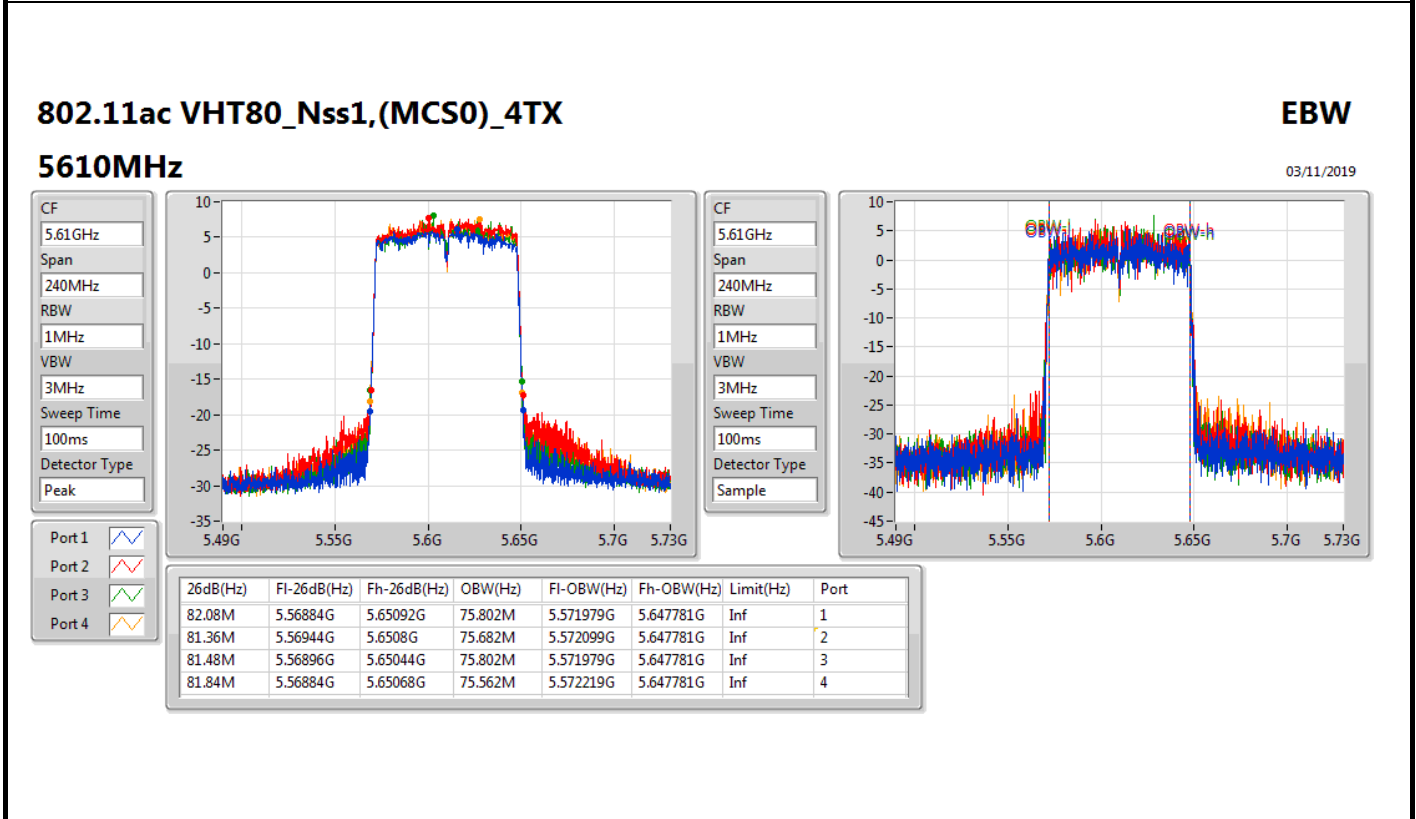 802.11ac VHT80_Nss1,(MCS0)_4TX EBW
5610MHz 03/11/2019
CF
5.61GHz
Span
240MHz
RBW
1MHz
VBW
3MHz
Sweep Time
100ms
Detector Type
Peak
10
5
0
-5
-10
-15
-20
-25
-30
-35
5.49G 5.55G 5.6G 5.65G 5.7G 5.73G
CF
5.61GHz
Span
240MHz
RBW
1MHz
VBW
3MHz
Sweep Time
100ms
Detector Type
Sample
10
5
0
-5
-10
-15
-20
-25
-30
-35
-40
-45
OBW-l OBW-h
5.49G 5.55G 5.6G 5.65G 5.7G 5.73G
Port 1
Port 2
Port 3
Port 4
26dB(Hz) Fl-26dB(Hz) Fh-26dB(Hz) OBW(Hz) Fl-OBW(Hz) Fh-OBW(Hz) Limit(Hz) Port
82.08M 5.56884G 5.65092G 75.802M 5.571979G 5.647781G Inf 1
81.36M 5.56944G 5.6508G 75.682M 5.572099G 5.647781G Inf 2
81.48M 5.56896G 5.65044G 75.802M 5.571979G 5.647781G Inf 3
81.84M 5.56884G 5.65068G 75.562M 5.572219G 5.647781G Inf 4